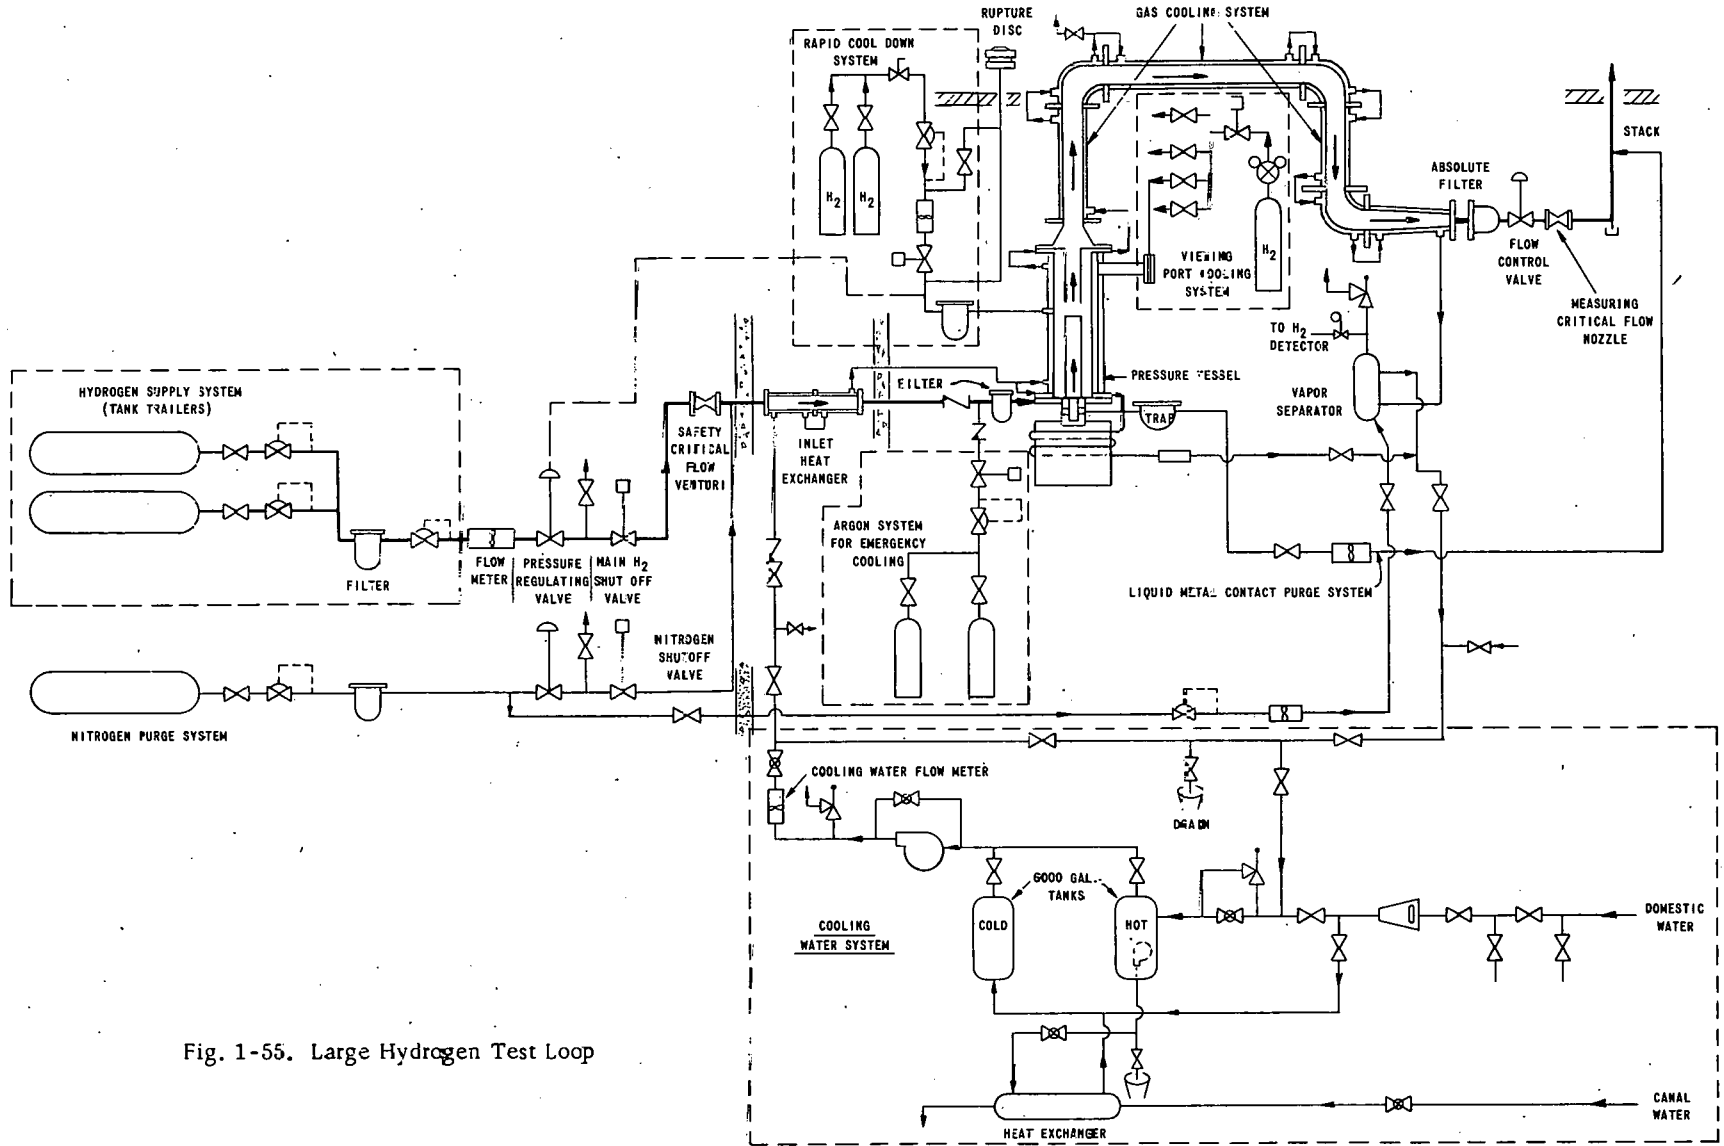 RUPTURE
DISC
GAS COOLING SYSTEM
RAPID COOL DOWN
SYSTEM
H2
H2
STACK
ABSOLUTE
FILTER
FLOW
CONTROL
VALVE
MEASURING
CRITICAL FLOW
NOZZLE
H2
VIEWING
PORT COOLING
SYSTEM
TO H2
DETECTOR
VAPOR
SEPARATOR
HYDROGEN SUPPLY SYSTEM
(TANK TRAILERS)
FILTER
FLOW
METER
PRESSURE
REGULATING
VALVE
MAIN H2
SHUT OFF
VALVE
SAFETY
CRITICAL
FLOW
VENTURI
INLET
HEAT
EXCHANGER
FILTER
PRESSURE VESSEL
TRAP
ARGON SYSTEM
FOR EMERGENCY
COOLING
LIQUID METAL CONTACT PURGE SYSTEM
NITROGEN
SHUTOFF
VALVE
NITROGEN PURGE SYSTEM
COOLING WATER FLOW METER
DRAIN
6000 GAL.
TANKS
COLD
HOT
COOLING
WATER SYSTEM
DOMESTIC
WATER
CANAL
WATER
HEAT EXCHANGER
Fig. 1-55. Large Hydrogen Test Loop